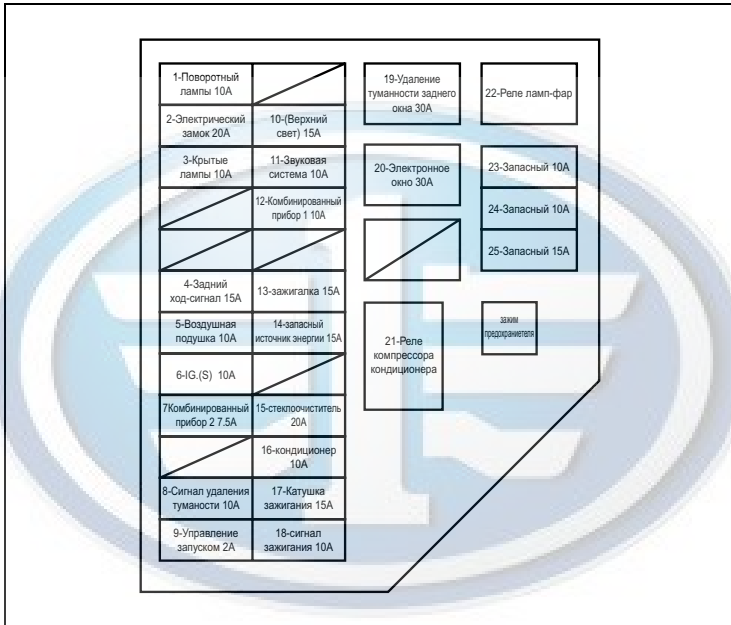 1-Поворотный
лампы 10А
2-Электрический
замок 20А
10-(Верхний
свет) 15А
3-Крытые
лампы 10А
11-Звуковая
система 10А
12-Комбинированный
прибор 1 10А
4-Задний
ход-сигнал 15А
13-зажигалка 15А
5-Воздушная
подушка 10А
14-запасный
источник энергии 15А
6-IG.(S) 10А
7Комбинированный
прибор 2 7.5А
15-стеклоочиститель
20А
16-кондиционер
10А
8-Сигнал удаления
туманости 10А
17-Катушка
зажигания 15А
9-Управление
запуском 2А
18-сигнал
зажигания 10А
19-Удаление
туманности заднего
окна 30А
20-Электронное
окно 30А
21-Реле
компрессора
кондиционера
22-Реле ламп-фар
23-Запасный 10А
24-Запасный 10А
25-Запасный 15А
зажим
предохраниетеля